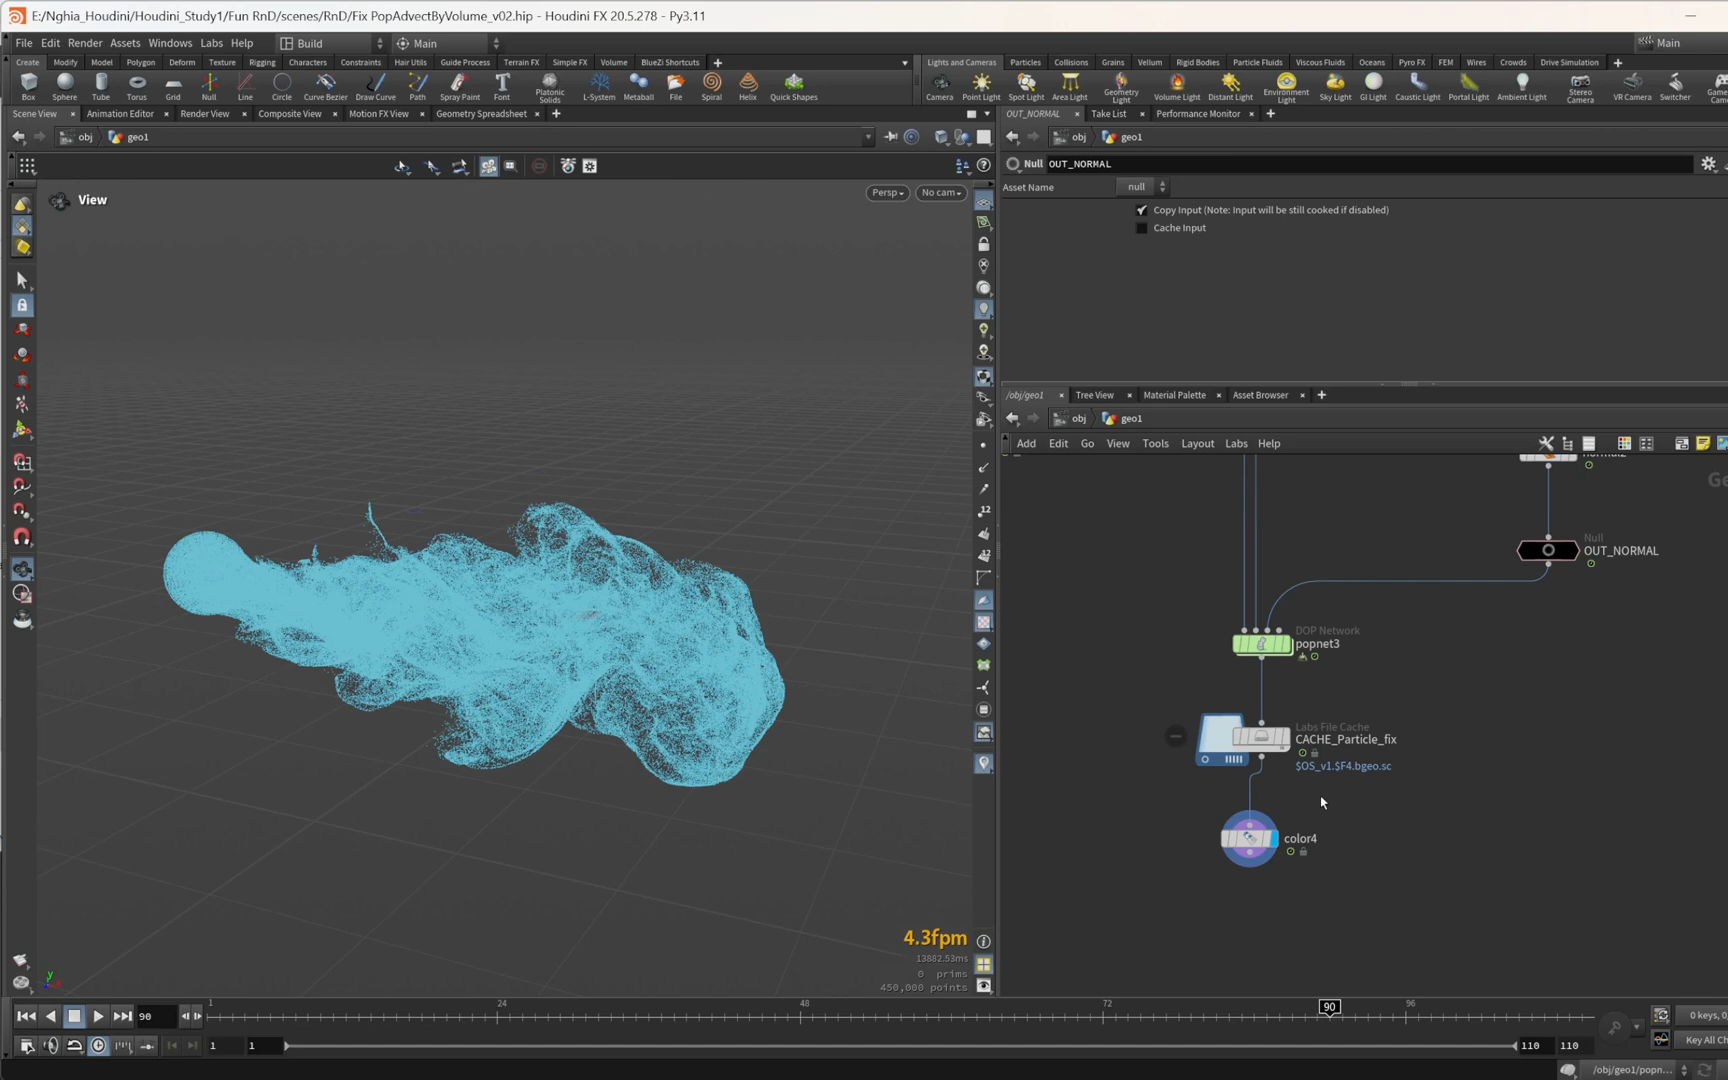 E:/Nghia_Houdini/Houdini_Study1/Fun RnD/scenes/RnD/Fix PopAdvectByVolume_v02.hip - Houdini FX 20.5.278 - Py3.11
File Edit Render Assets Windows Labs Help Build Main Main
Create Modify Model Polygon Deform Texture Rigging Characters Constraints Hair Utils Guide Process Terrain FX Simple FX Volume BlueZi Shortcuts
Lights and Cameras Particles Collisions Grains Vellum Rigid Bodies Particle Fluids Viscous Fluids Oceans Pyro FX FEM Wires Crowds Drive Simulation
Box Sphere Tube Torus Grid Null Line Circle Curve Bezier Draw Curve Path Spray Paint Font Platonic Solids L-System Metaball File Spiral Helix Quick Shapes
Camera Point Light Spot Light Area Light Geometry Light Volume Light Distant Light Environment Light Sky Light GI Light Caustic Light Portal Light Ambient Light Stereo Camera VR Camera Switcher
Scene View Animation Editor Render View Composite View Motion FX View Geometry Spreadsheet
OUT_NORMAL Take List Performance Monitor
obj geo1
obj geo1
Null OUT_NORMAL
Asset Name null
Copy Input (Note: Input will be still cooked if disabled)
Cache Input
View
Persp
No cam
12
12
/obj/geo1 Tree View Material Palette Asset Browser
obj geo1
Add Edit Go View Tools Layout Labs Help
Ge
Null
OUT_NORMAL
DOP Network
popnet3
Labs File Cache
CACHE_Particle_fix
$OS_v1.$F4.bgeo.sc
color4
4.3fpm
13882.53ms
0 prims
450,000 points
y
1 24 48 72 90 96
90
0 keys, 0
1 1 110 110
Key All Ch
/obj/geo1/popn...